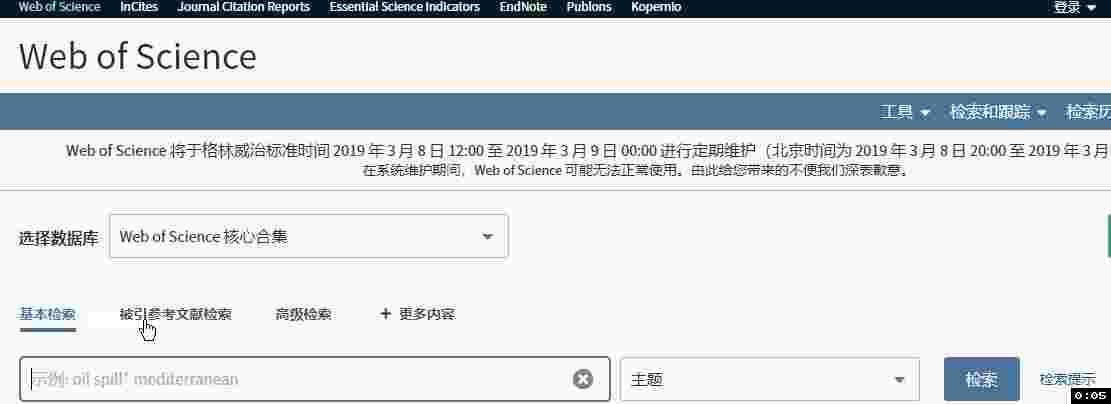 Web of Science InCites Journal Citation Reports Essential Science Indicators EndNote Publons Kopernio 登录
Web of Science
工具 检索和跟踪 检索历
Web of Science 将于格林威治标准时间 2019 年 3 月 8 日 12:00 至 2019 年 3 月 9 日 00:00 进行定期维护（北京时间为 2019 年 3 月 8 日 20:00 至 2019 年 3 月
在系统维护期间，Web of Science 可能无法正常使用。由此给您带来的不便我们深表歉意。
选择数据库 Web of Science 核心合集
基本检索 被引参考文献检索 高级检索 + 更多内容
示例: oil spill* mediterranean 主题 检索 检索提示
0:05